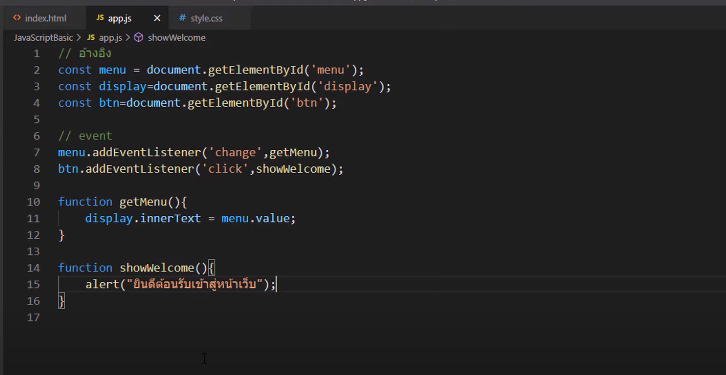 index.html JS app.js × # style.css
JavaScriptBasic > JS app.js > showWelcome
1 // อ้างอิง
2 const menu = document.getElementById('menu');
3 const display=document.getElementById('display');
4 const btn=document.getElementById('btn');
5
6 // event
7 menu.addEventListener('change',getMenu);
8 btn.addEventListener('click',showWelcome);
9
10 function getMenu(){
11 display.innerText = menu.value;
12 }
13
14 function showWelcome(){
15 alert("ยินดีต้อนรับเข้าสู่หน้าเว็บ");
16 }
17